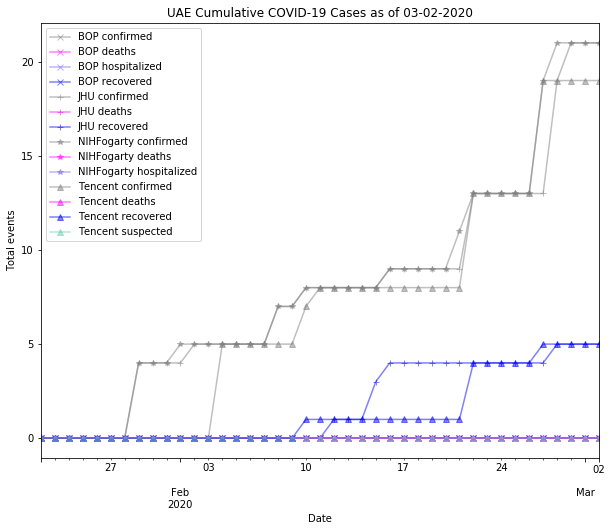 UAE Cumulative COVID-19 Cases as of 03-02-2020
BOP confirmed
BOP deaths
BOP hospitalized
BOP recovered
JHU confirmed
JHU deaths
JHU recovered
NIHFogarty confirmed
NIHFogarty deaths
NIHFogarty hospitalized
Tencent confirmed
Tencent deaths
Tencent recovered
Tencent suspected
Total events
20
15
10
5
0
27 03 10 17 24 02
Feb Mar
2020
Date